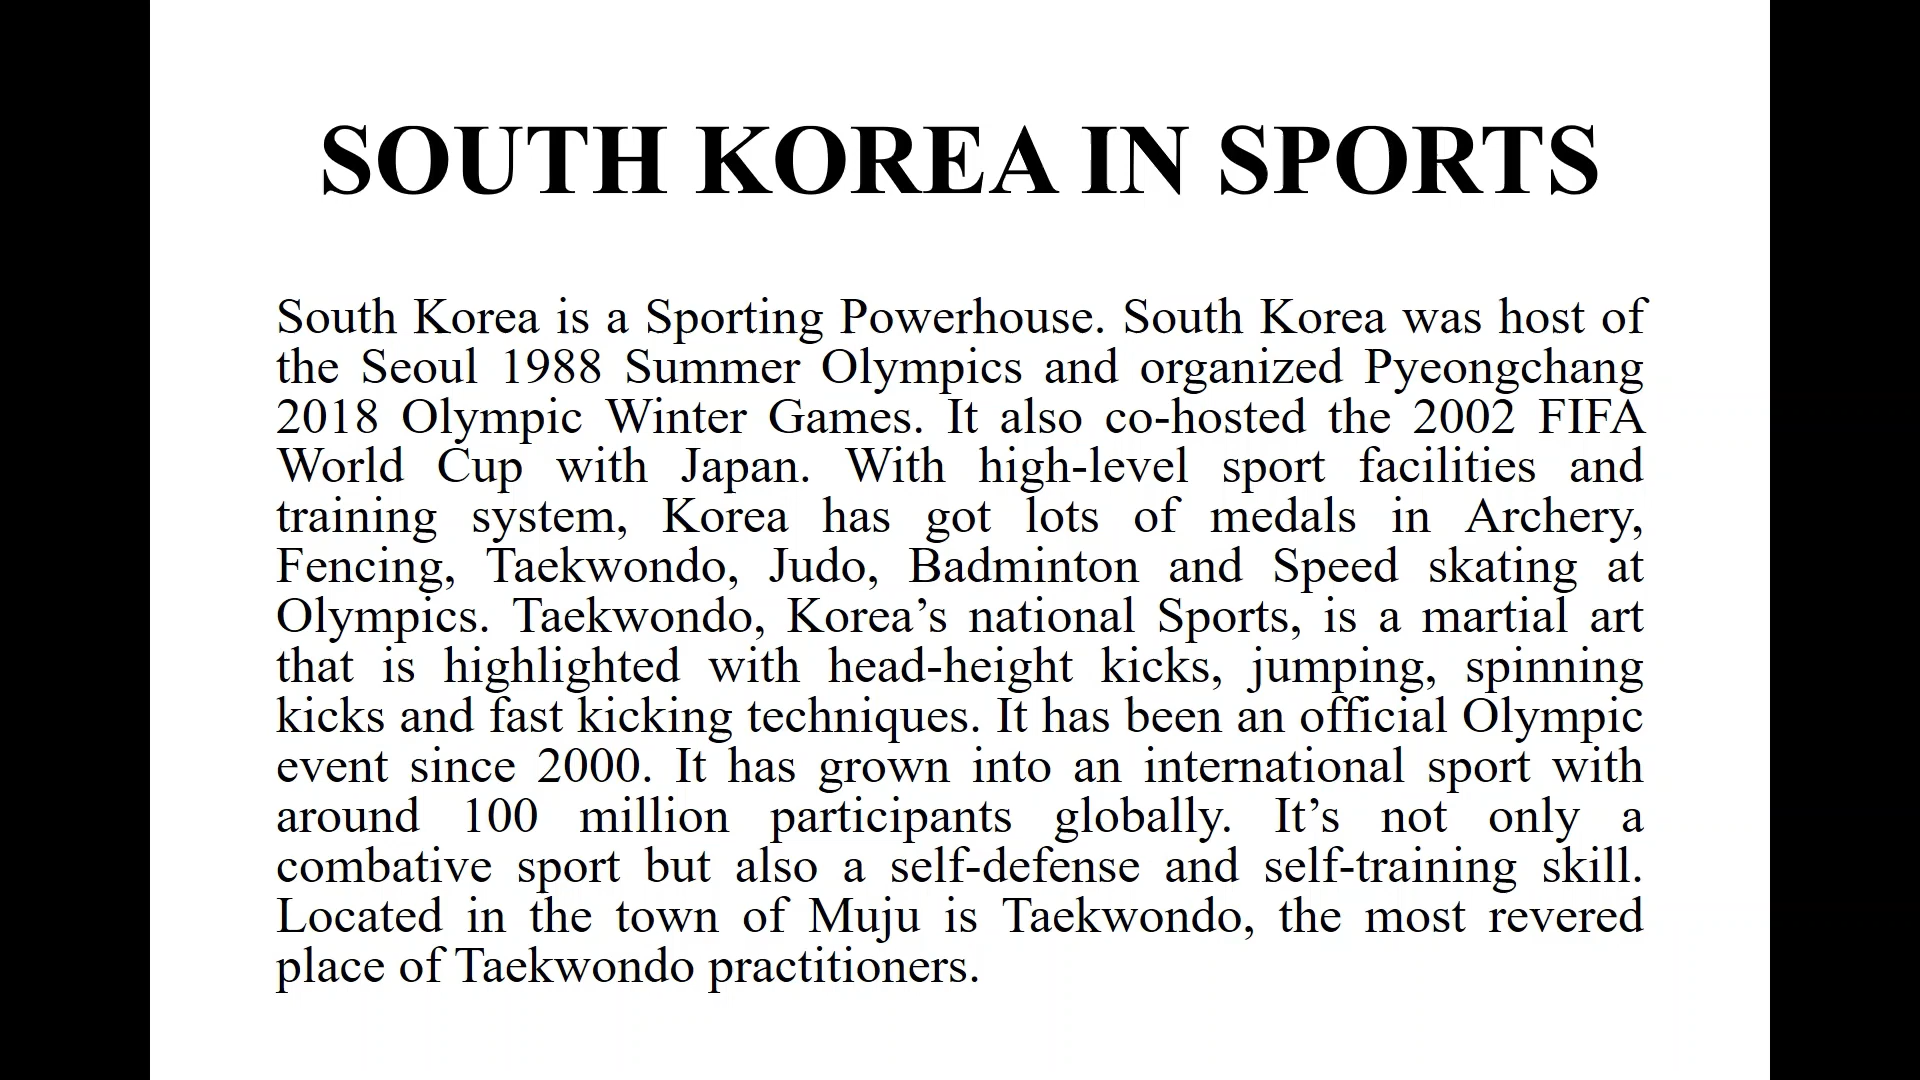 SOUTH KOREA IN SPORTS
South Korea is a Sporting Powerhouse. South Korea was host of
the Seoul 1988 Summer Olympics and organized Pyeongchang
2018 Olympic Winter Games. It also co-hosted the 2002 FIFA
World Cup with Japan. With high-level sport facilities and
training system, Korea has got lots of medals in Archery,
Fencing, Taekwondo, Judo, Badminton and Speed skating at
Olympics. Taekwondo, Korea’s national Sports, is a martial art
that is highlighted with head-height kicks, jumping, spinning
kicks and fast kicking techniques. It has been an official Olympic
event since 2000. It has grown into an international sport with
around 100 million participants globally. It’s not only a
combative sport but also a self-defense and self-training skill.
Located in the town of Muju is Taekwondo, the most revered
place of Taekwondo practitioners.